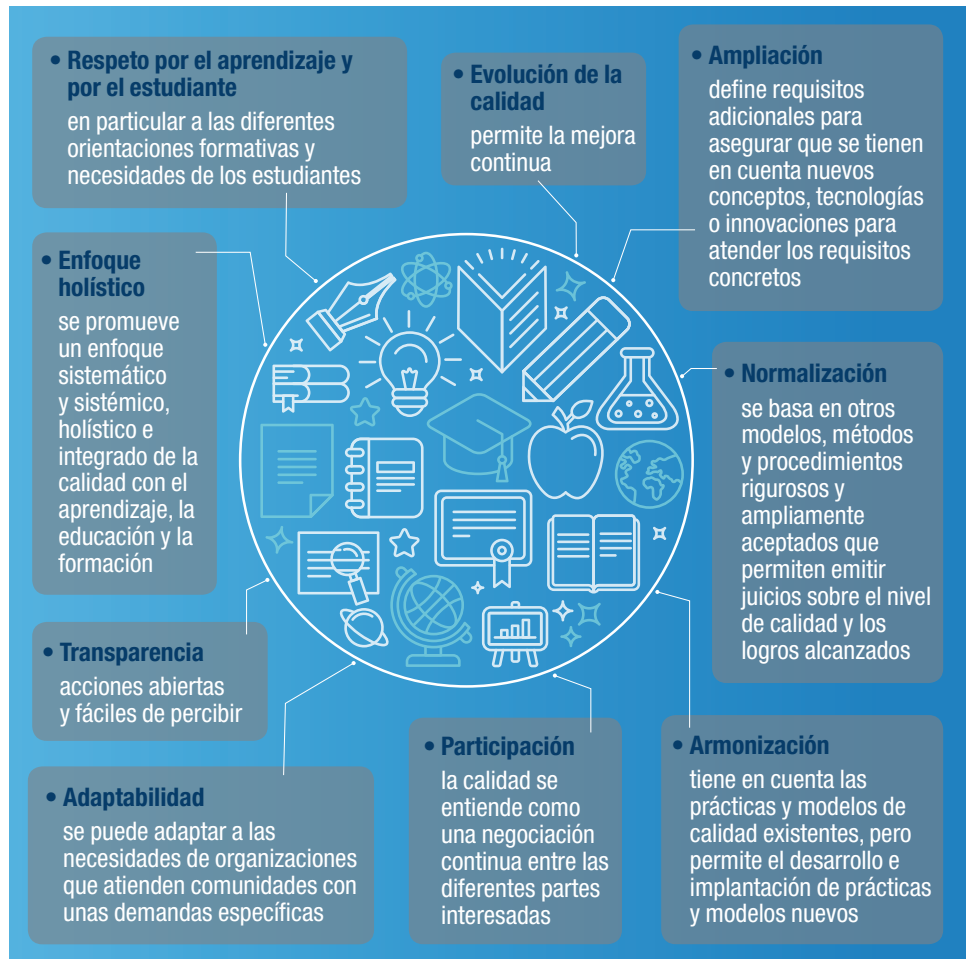 • Respeto por el aprendizaje y
por el estudiante
en particular a las diferentes
orientaciones formativas y
necesidades de los estudiantes
• Evolución de la
calidad
permite la mejora
continua
• Ampliación
define requisitos
adicionales para
asegurar que se tienen
en cuenta nuevos
conceptos, tecnologías
o innovaciones para
atender los requisitos
concretos
• Enfoque
holístico
se promueve
un enfoque
sistemático
y sistémico,
holístico e
integrado de la
calidad con el
aprendizaje, la
educación y la
formación
• Normalización
se basa en otros
modelos, métodos
y procedimientos
rigurosos y
ampliamente
aceptados que
permiten emitir
juicios sobre el nivel
de calidad y los
logros alcanzados
• Transparencia
acciones abiertas
y fáciles de percibir
• Adaptabilidad
se puede adaptar a las
necesidades de organizaciones
que atienden comunidades con
unas demandas específicas
• Participación
la calidad se
entiende como
una negociación
continua entre las
diferentes partes
interesadas
• Armonización
tiene en cuenta las
prácticas y modelos de
calidad existentes, pero
permite el desarrollo e
implantación de prácticas
y modelos nuevos